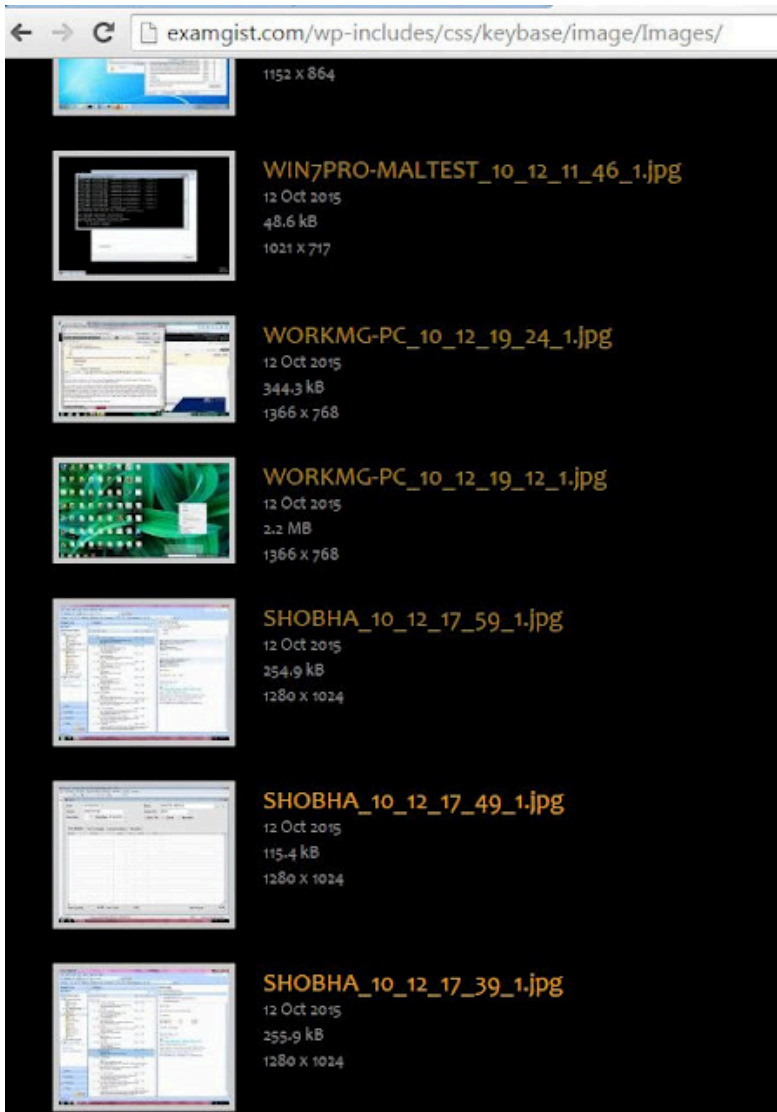 examgist.com/wp-includes/css/keybase/image/Images/
1152 x 864
WIN7PRO-MALTEST_10_12_11_46_1.jpg
12 Oct 2015
48.6 kB
1021 x 717
WORKMG-PC_10_12_19_24_1.jpg
12 Oct 2015
344.3 kB
1366 x 768
WORKMG-PC_10_12_19_12_1.jpg
12 Oct 2015
2.2 MB
1366 x 768
SHOBHA_10_12_17_59_1.jpg
12 Oct 2015
254.9 kB
1280 x 1024
SHOBHA_10_12_17_49_1.jpg
12 Oct 2015
115.4 kB
1280 x 1024
SHOBHA_10_12_17_39_1.jpg
12 Oct 2015
255.9 kB
1280 x 1024